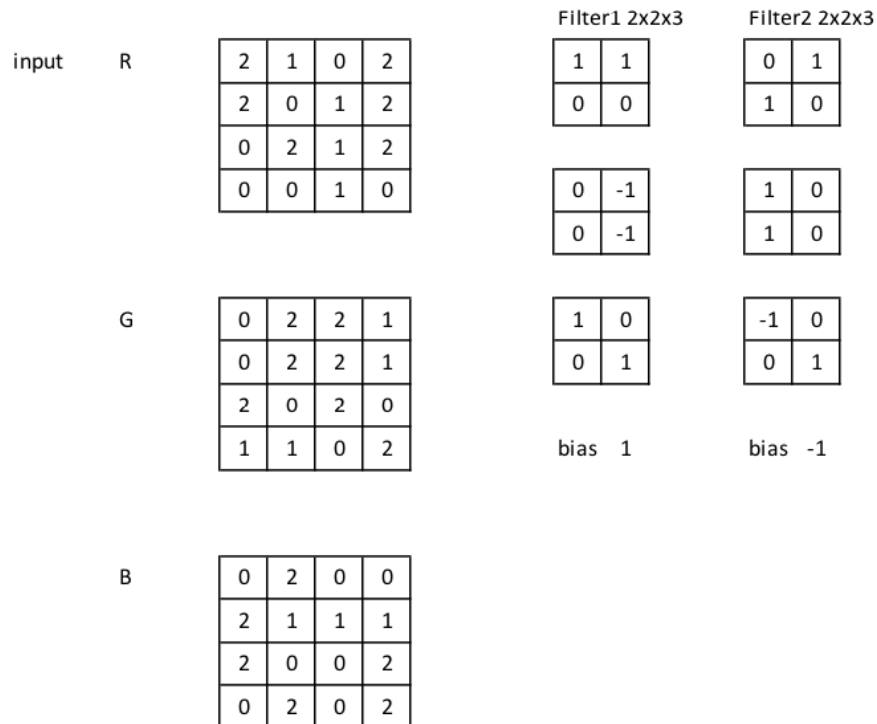 Filter1 2x2x3 Filter2 2x2x3
input R 2 1 0 2 1 1 0 1
2 0 1 2 0 0 1 0
0 2 1 2
0 0 1 0 0 -1 1 0
0 -1 1 0
G 0 2 2 1 1 0 -1 0
0 2 2 1 0 1 0 1
2 0 2 0
1 1 0 2 bias 1 bias -1
B 0 2 0 0
2 1 1 1
2 0 0 2
0 2 0 2